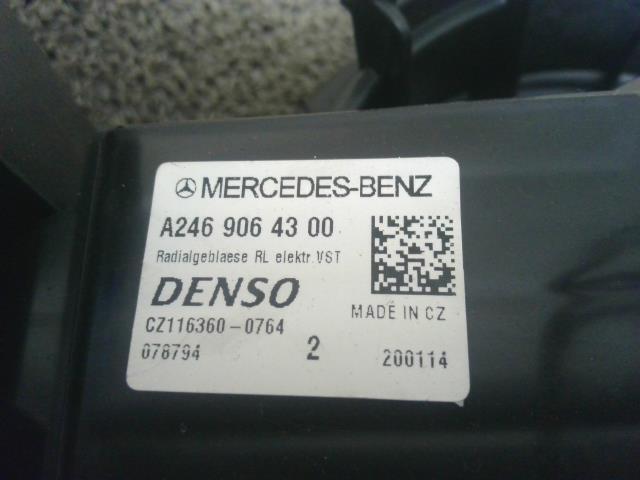 MERCEDES-BENZ
A246 906 43 00
Radialgeblaese RL elektr.VST
DENSO
MADE IN CZ
CZ116360-0764
078794 2 200114